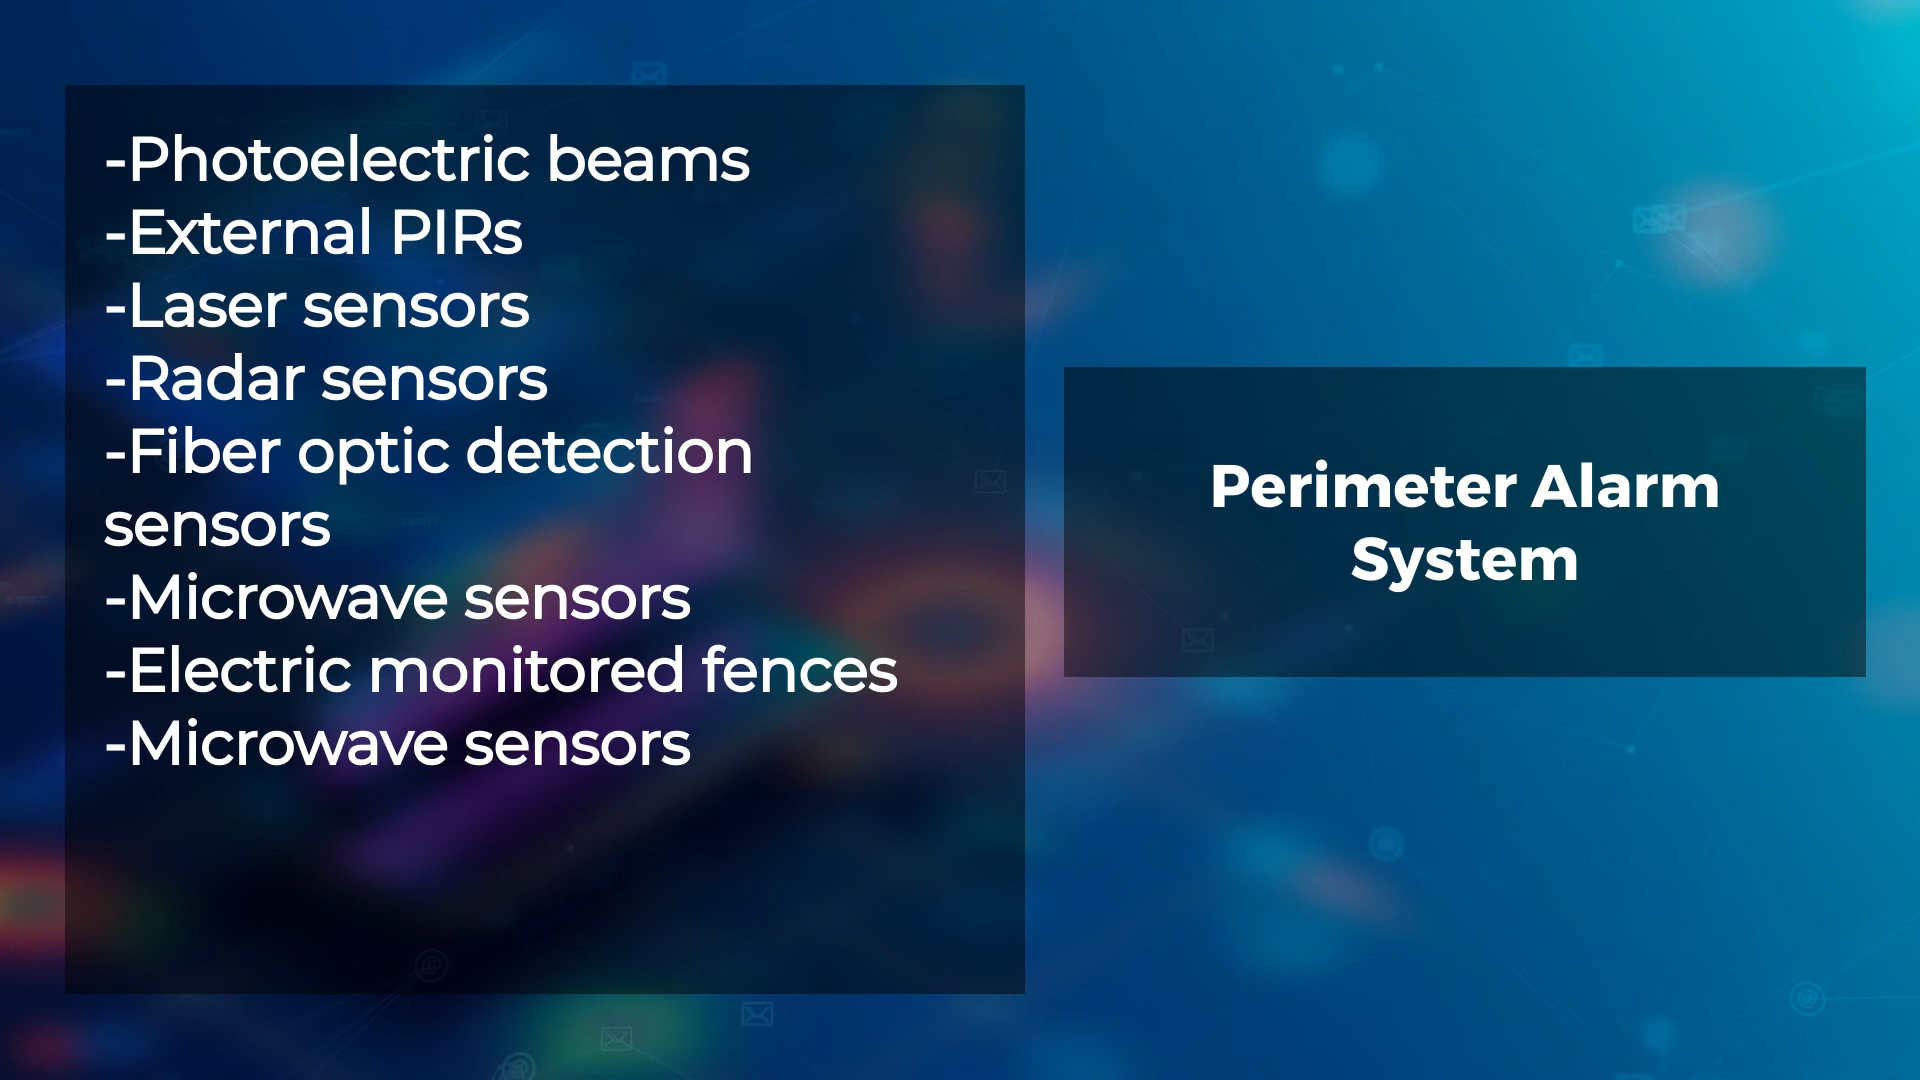 -Photoelectric beams
-External PIRs
-Laser sensors
-Radar sensors
-Fiber optic detection
sensors
-Microwave sensors
-Electric monitored fences
-Microwave sensors
Perimeter Alarm
System